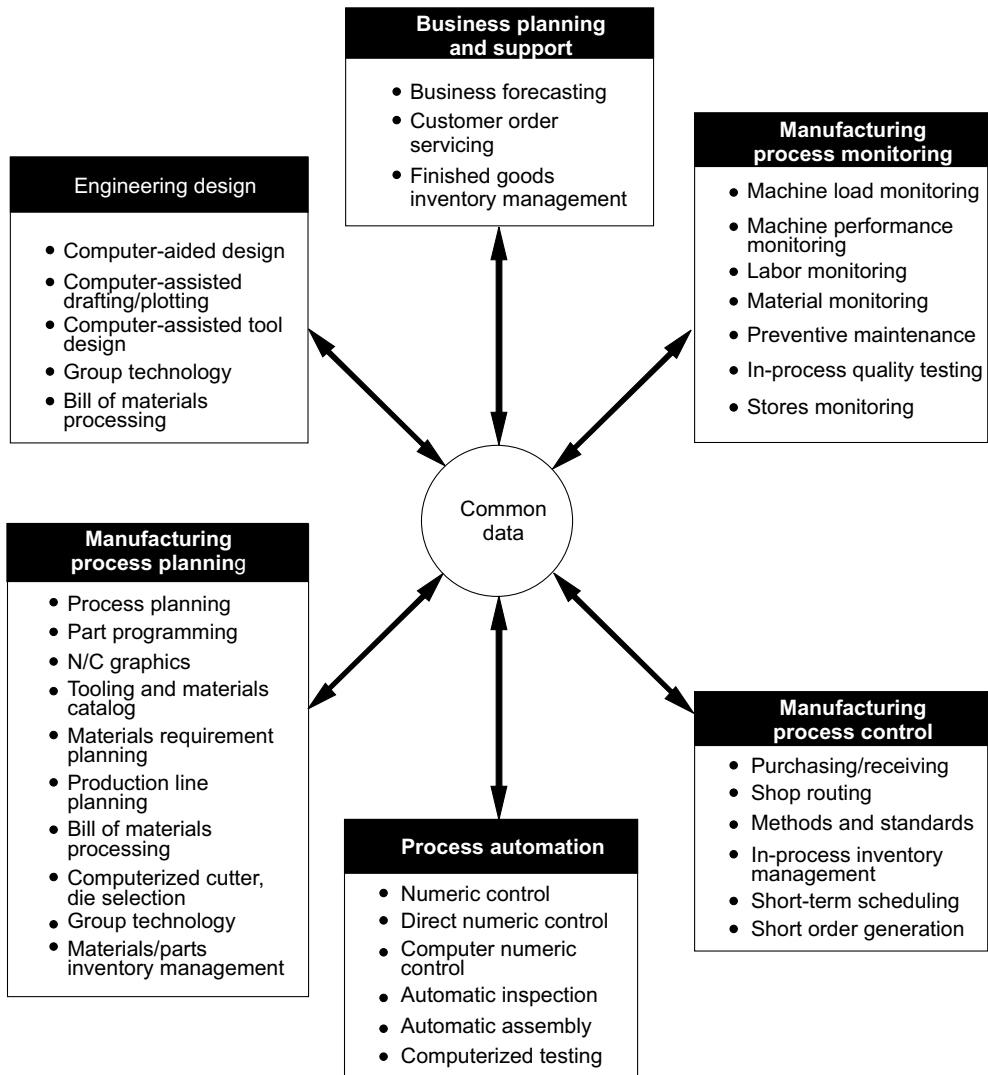 Business planning
and support
• Business forecasting
• Customer order
servicing
• Finished goods
inventory management
Manufacturing
process monitoring
• Machine load monitoring
• Machine performance
monitoring
• Labor monitoring
• Material monitoring
• Preventive maintenance
• In-process quality testing
• Stores monitoring
Engineering design
• Computer-aided design
• Computer-assisted
drafting/plotting
• Computer-assisted tool
design
• Group technology
• Bill of materials
processing
Common
data
Manufacturing
process planning
• Process planning
• Part programming
• N/C graphics
• Tooling and materials
catalog
• Materials requirement
planning
• Production line
planning
• Bill of materials
processing
• Computerized cutter,
die selection
• Group technology
• Materials/parts
inventory management
Process automation
• Numeric control
• Direct numeric control
• Computer numeric
control
• Automatic inspection
• Automatic assembly
• Computerized testing
Manufacturing
process control
• Purchasing/receiving
• Shop routing
• Methods and standards
• In-process inventory
management
• Short-term scheduling
• Short order generation